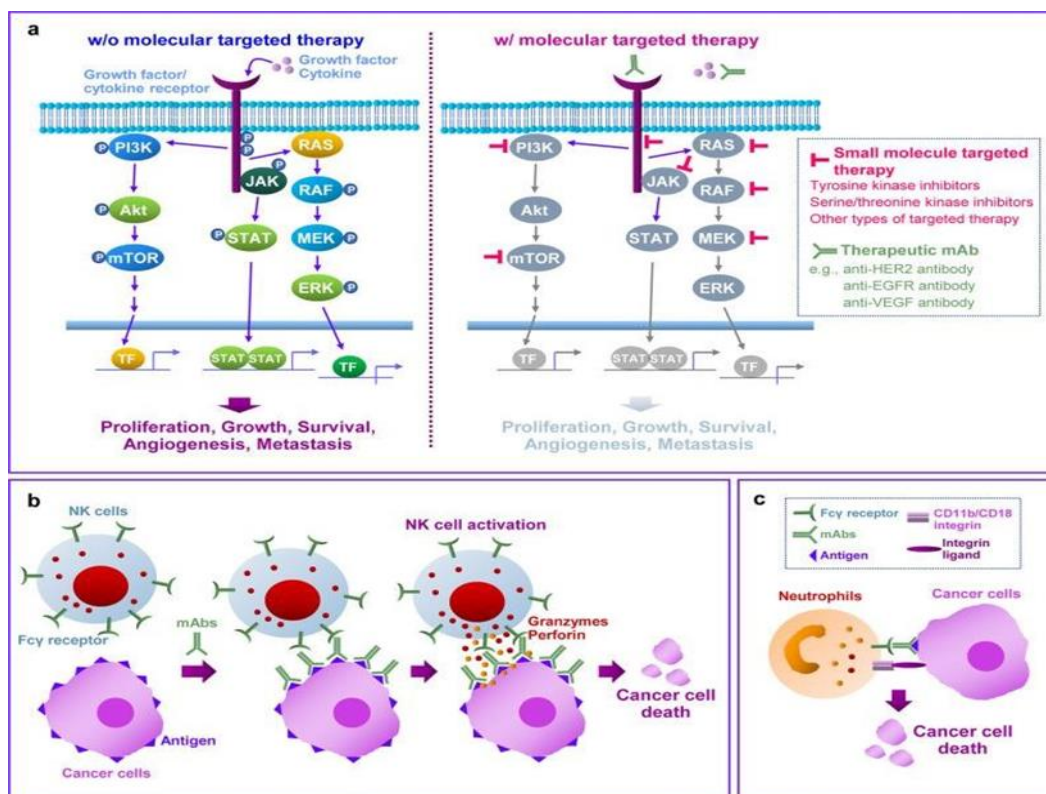 a
w/o molecular targeted therapy
Growth factor/
cytokine receptor
Growth factor
Cytokine
P
PI3K
P
P
RAS
P
JAK
RAF
P
P
Akt
P
STAT
MEK
P
P
mTOR
ERK
P
TF
STAT
STAT
TF
Proliferation, Growth, Survival,
Angiogenesis, Metastasis
w/ molecular targeted therapy
PI3K
RAS
JAK
RAF
Akt
STAT
MEK
mTOR
ERK
TF
STAT
STAT
TF
Proliferation, Growth, Survival,
Angiogenesis, Metastasis
Small molecule targeted
therapy
Tyrosine kinase inhibitors
Serine/threonine kinase inhibitors
Other types of targeted therapy
Therapeutic mAb
e.g., anti-HER2 antibody
anti-EGFR antibody
anti-VEGF antibody
b
NK cells
Fcγ receptor
mAbs
Antigen
Cancer cells
NK cell activation
Granzymes
Perforin
Cancer cell
death
c
Fcγ receptor
mAbs
Antigen
CD11b/CD18
integrin
Integrin
ligand
Neutrophils
Cancer cells
Cancer cell
death